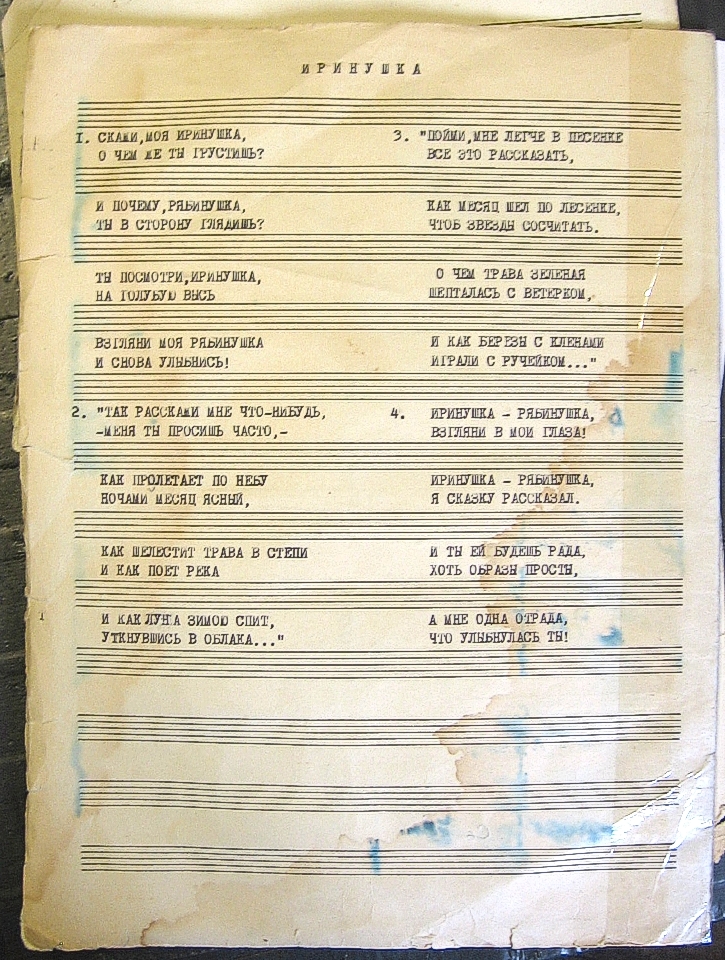 ИРИНУШКА
I. СКАЖИ,МОЯ ИРИНУШКА,
О ЧЕМ ЖЕ ТЫ ГРУСТИШЬ?
И ПОЧЕМУ,РЯБИНУШКА,
ТЫ В СТОРОНУ ГЛЯДИШЬ?
ТЫ ПОСМОТРИ,ИРИНУШКА,
НА ГОЛУБУЮ ВЫСЬ
ВЗГЛЯНИ МОЯ РЯБИНУШКА
И СНОВА УЛЫБНИСЬ!
2. "ТАК РАССКАЖИ МНЕ ЧТО-НИБУДЬ,
-МЕНЯ ТЫ ПРОСИШЬ ЧАСТО,-
КАК ПРОЛЕТАЕТ ПО НЕБУ
НОЧАМИ МЕСЯЦ ЯСНЫЙ,
КАК ШЕЛЕСТИТ ТРАВА В СТЕПИ
И КАК ПОЕТ РЕКА
И КАК ЛУНА ЗИМОЮ СПИТ,
УТКНУВШИСЬ В ОБЛАКА..."
3. "ПОЙМИ,МНЕ ЛЕГЧЕ В ПЕСЕНКЕ
ВСЕ ЭТО РАССКАЗАТЬ,
КАК МЕСЯЦ ШЕЛ ПО ЛЕСЕНКЕ,
ЧТОБ ЗВЕЗДЫ СОСЧИТАТЬ.
О ЧЕМ ТРАВА ЗЕЛЕНАЯ
ШЕПТАЛАСЬ С ВЕТЕРКОМ,
И КАК БЕРЕЗЫ С КЛЕНАМИ
ИГРАЛИ С РУЧЕЙКОМ..."
4. ИРИНУШКА - РЯБИНУШКА,
ВЗГЛЯНИ В МОИ ГЛАЗА!
ИРИНУШКА - РЯБИНУШКА,
Я СКАЗКУ РАССКАЗАЛ.
И ТЫ ЕЙ БУДЕШЬ РАДА,
ХОТЬ ОБРАЗЫ ПРОСТЫ,
А МНЕ ОДНА ОТРАДА,
ЧТО УЛЫБНУЛАСЬ ТЫ!